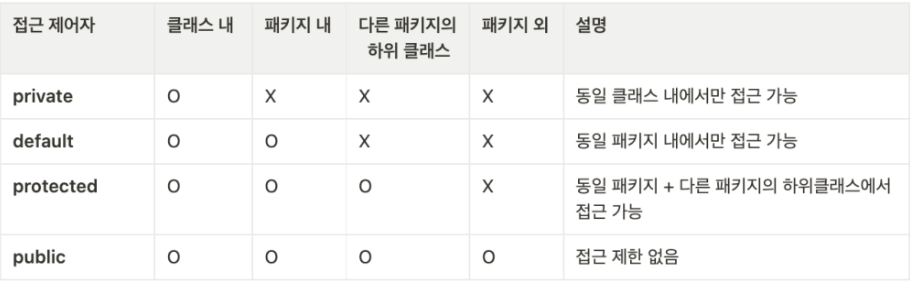 접근 제어자 클래스 내 패키지 내 다른 패키지의 패키지 외 설명
하위 클래스
private O X X X 동일 클래스 내에서만 접근 가능
default O O X X 동일 패키지 내에서만 접근 가능
protected O O O X 동일 패키지 + 다른 패키지의 하위클래스에서
접근 가능
public O O O O 접근 제한 없음